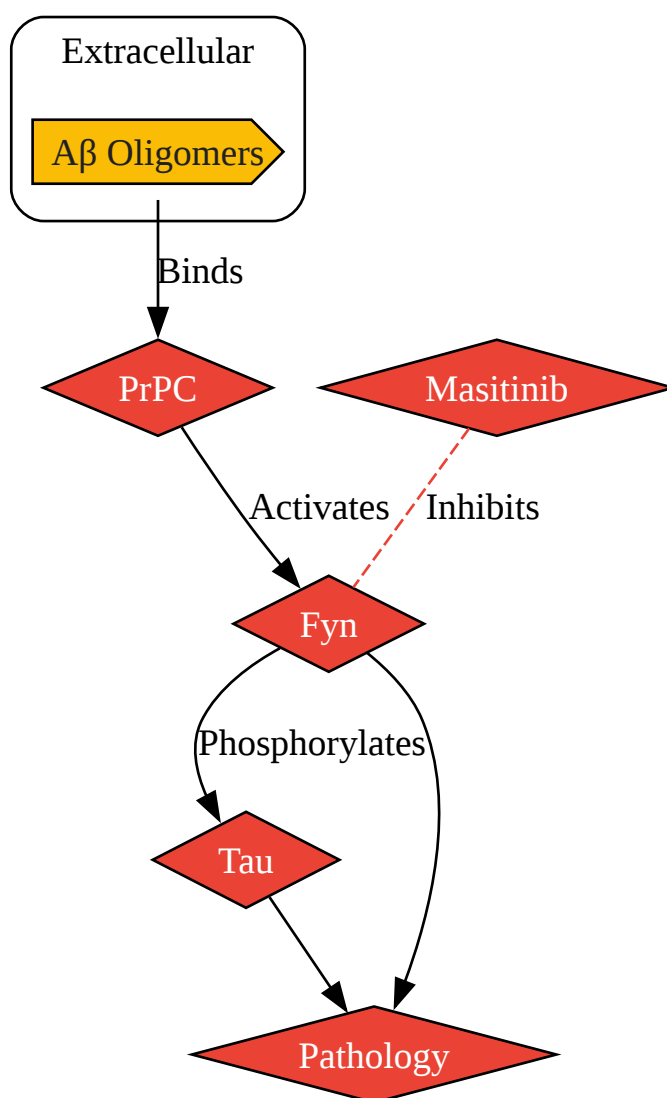 Extracellular
Aβ Oligomers
Binds
PrPC
Masitinib
Activates
Inhibits
Fyn
Phosphorylates
Tau
Pathology